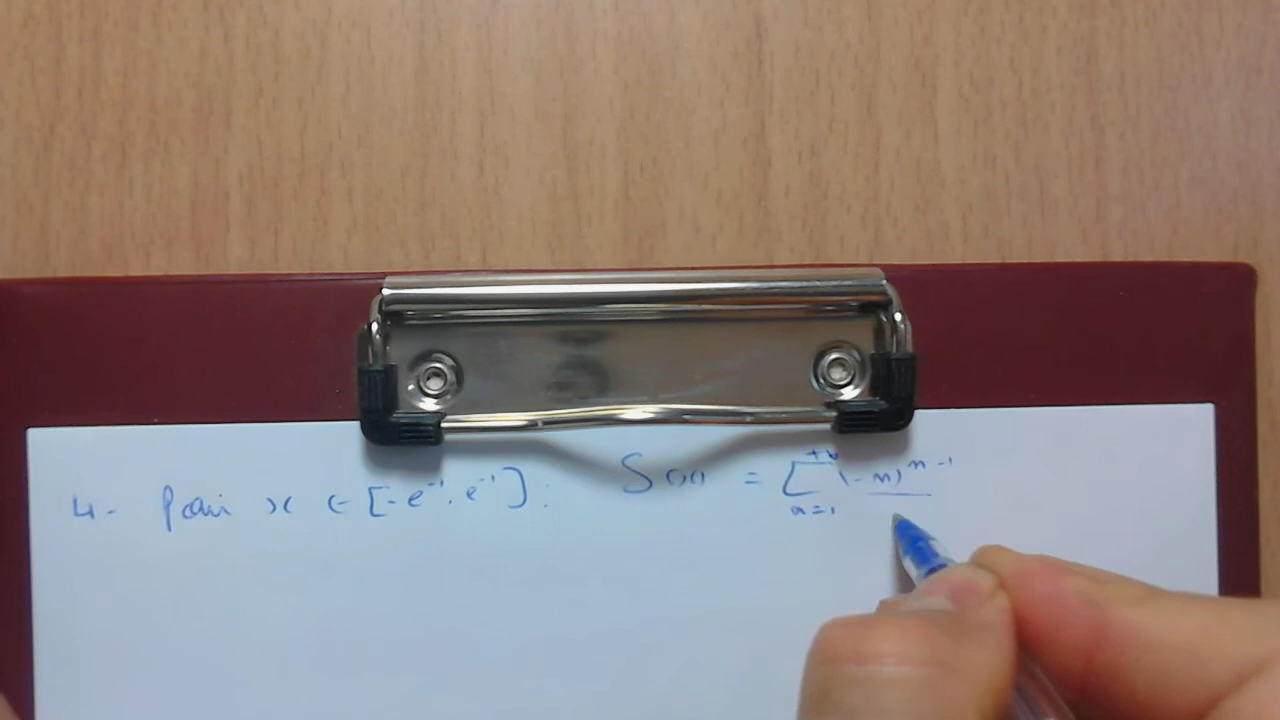 4- Pour x ∈ [-e⁻¹, e⁻¹] : S(x) = ∑_{n=1}^{+∞} (-n)^{n-1}